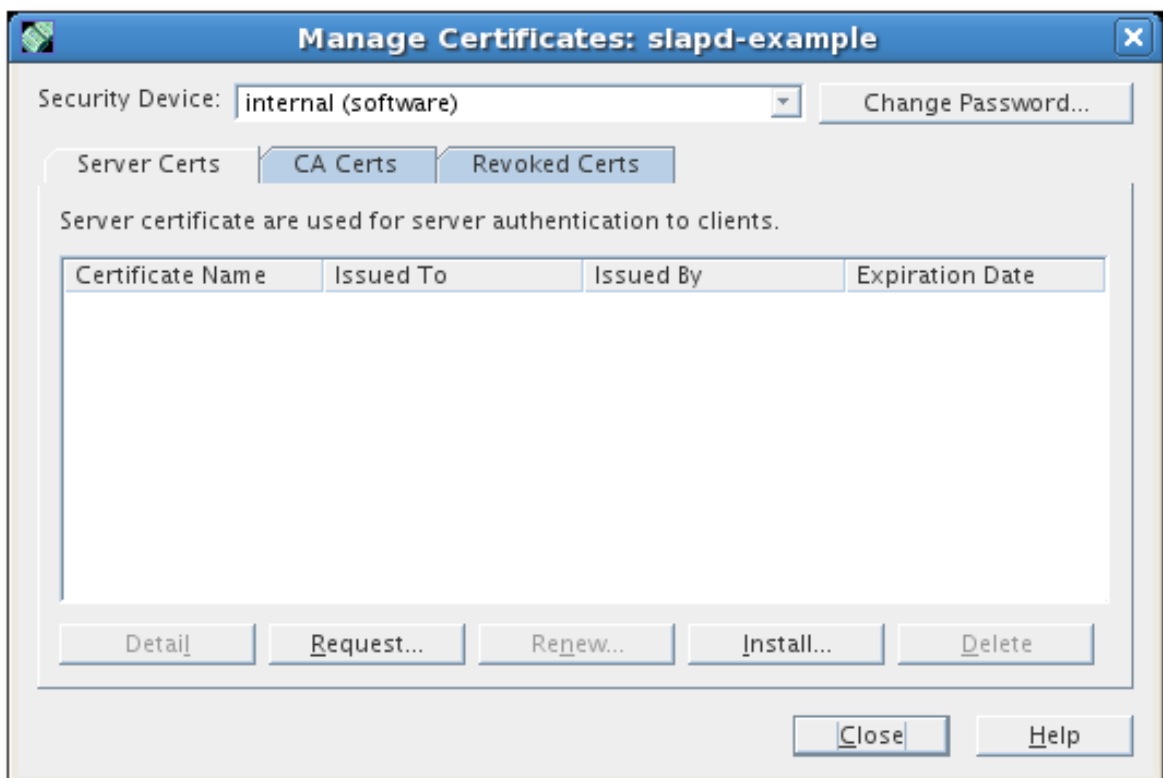 Manage Certificates: slapd-example
Security Device: internal (software) Change Password...
Server Certs CA Certs Revoked Certs
Server certificate are used for server authentication to clients.
Certificate Name Issued To Issued By Expiration Date
Detail Request... Renew... Install... Delete
Close Help